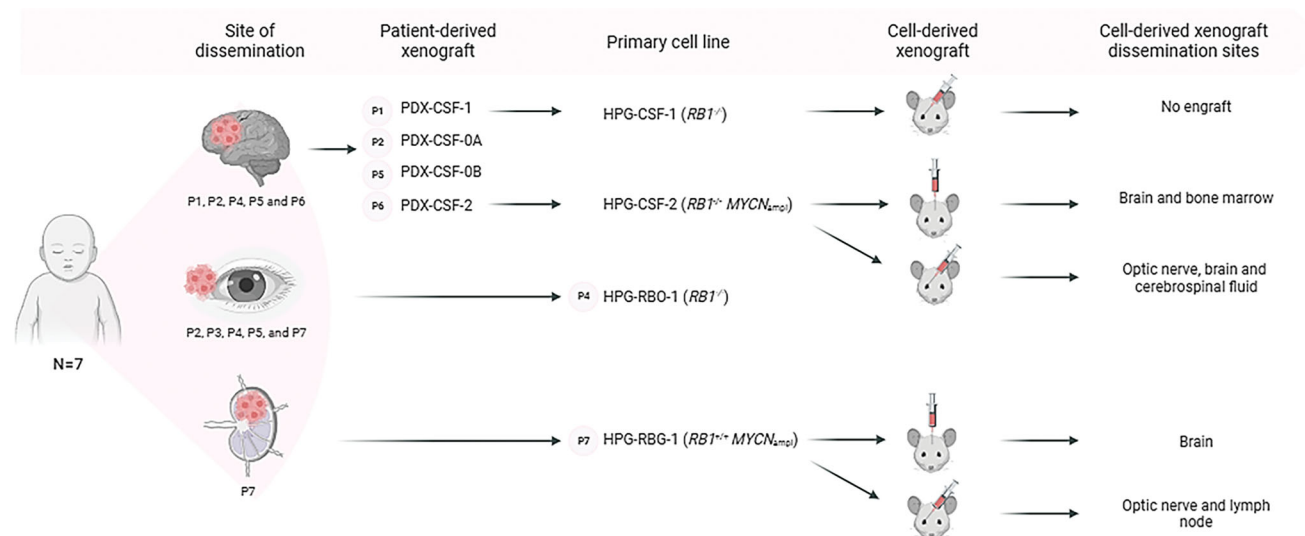 Site of
dissemination
Patient-derived
xenograft
Primary cell line
Cell-derived
xenograft
Cell-derived xenograft
dissemination sites
P1 PDX-CSF-1
HPG-CSF-1 (RB1-/-)
No engraft
P2 PDX-CSF-0A
P5 PDX-CSF-0B
P6 PDX-CSF-2
HPG-CSF-2 (RB1-/- MYCNampl)
Brain and bone marrow
P1, P2, P4, P5 and P6
Optic nerve, brain and
cerebrospinal fluid
P4 HPG-RBO-1 (RB1-/-)
P2, P3, P4, P5, and P7
N=7
P7 HPG-RBG-1 (RB1+/+ MYCNampl)
Brain
P7
Optic nerve and lymph
node